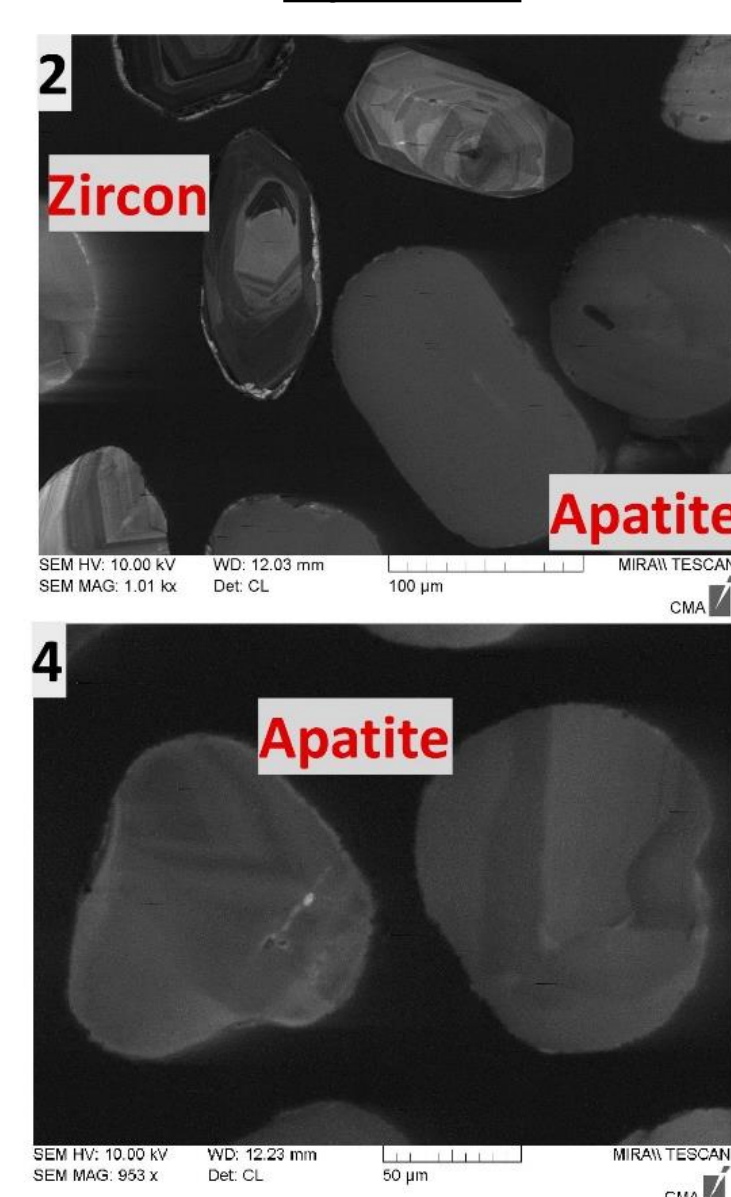 2
Zircon
Apatite
SEM HV: 10.00 kV WD: 12.03 mm MIRA\\ TESCAN
SEM MAG: 1.01 kx Det: CL 100 µm
CMA
4
Apatite
SEM HV: 10.00 kV WD: 12.23 mm MIRA\\ TESCAN
SEM MAG: 953 x Det: CL 50 µm
CMA